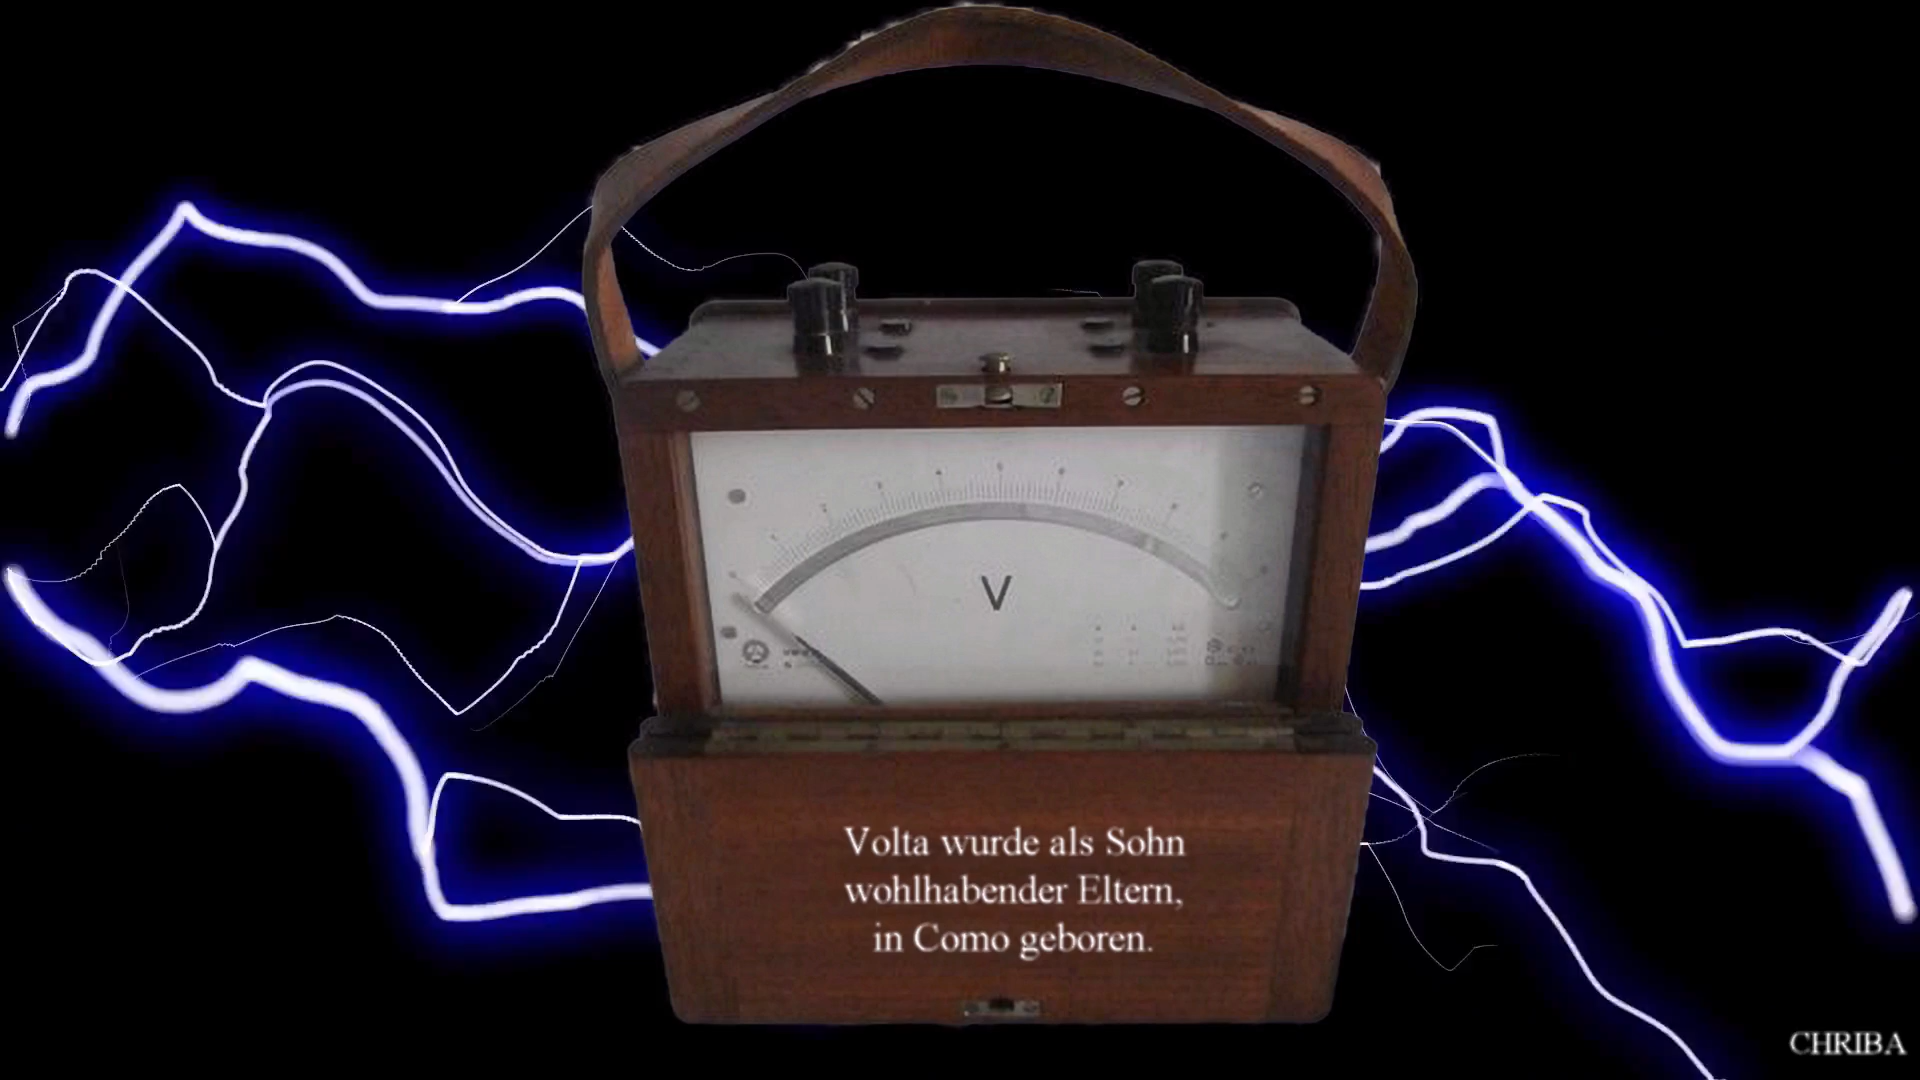 V
Volta wurde als Sohn
wohlhabender Eltern,
in Como geboren.
CHRIBA